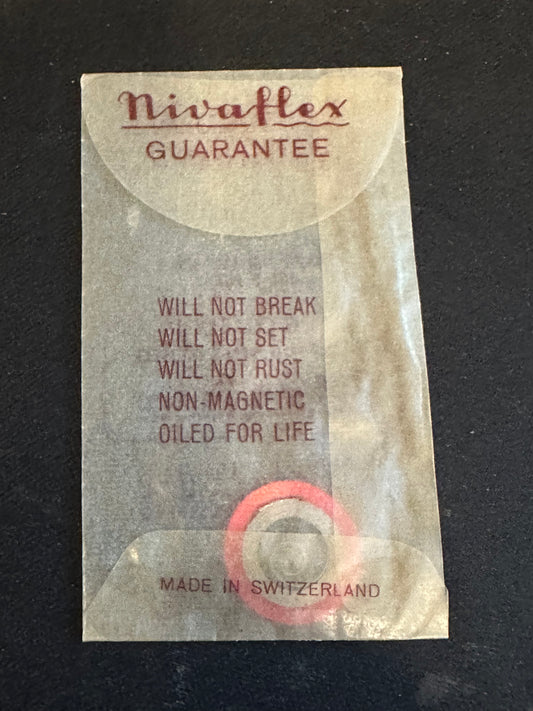 Nivaflex
GUARANTEE
WILL NOT BREAK
WILL NOT SET
WILL NOT RUST
NON-MAGNETIC
OILED FOR LIFE
MADE IN SWITZERLAND